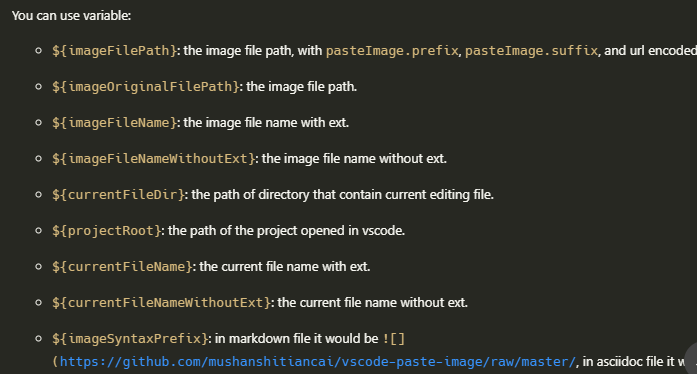 You can use variable:
${imageFilePath}: the image file path, with pasteImage.prefix, pasteImage.suffix, and url encoded
${imageOriginalFilePath}: the image file path.
${imageFileName}: the image file name with ext.
${imageFileNameWithoutExt}: the image file name without ext.
${currentFileDir}: the path of directory that contain current editing file.
${projectRoot}: the path of the project opened in vscode.
${currentFileName}: the current file name with ext.
${currentFileNameWithoutExt}: the current file name without ext.
${imageSyntaxPrefix}: in markdown file it would be ![]
(https://github.com/mushanshitiancai/vscode-paste-image/raw/master/, in asciidoc file it